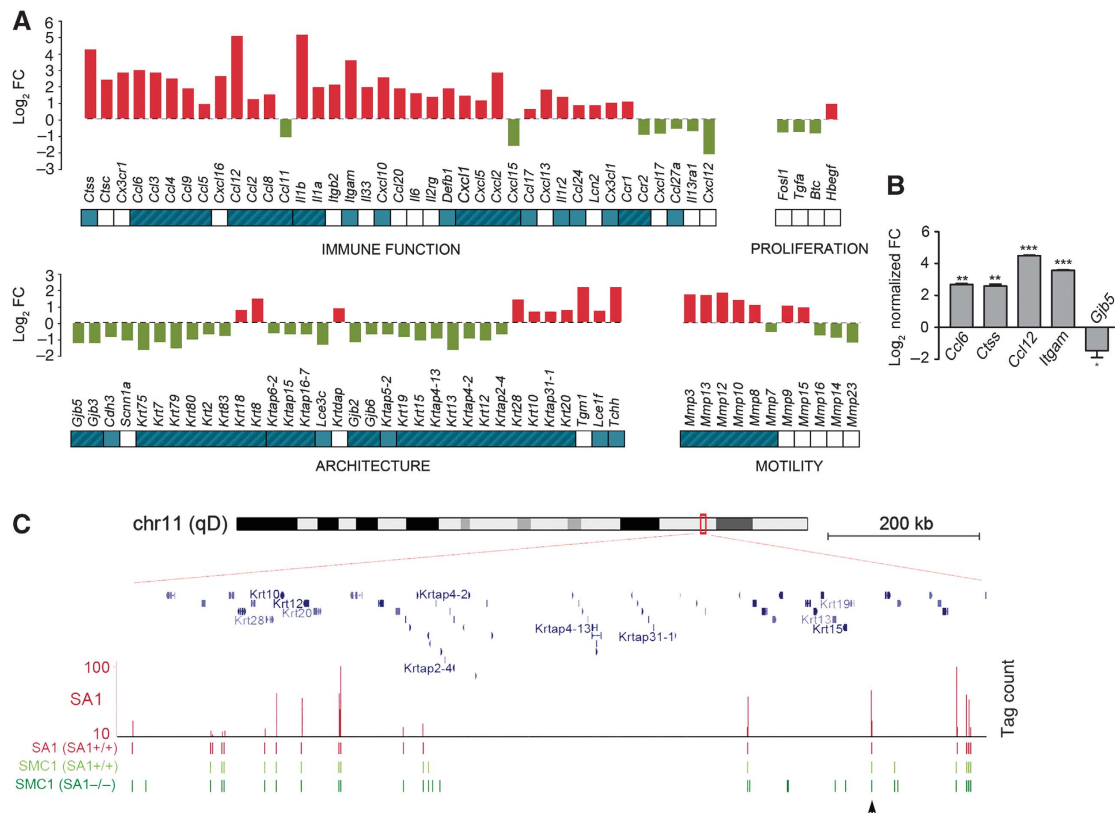 A
Log2 FC
6
5
4
3
2
1
0
−1
−2
−3
Ctss
Ctsc
Cx3cr1
Ccl6
Ccl3
Ccl4
Ccl9
Ccl5
Cxcl16
Ccl12
Ccl2
Ccl8
Ccl11
Il1b
Il1a
Itgb2
Itgam
Il33
Cxcl10
Ccl20
Il6
Il2rg
Defb1
Cxcl1
Cxcl5
Cxcl2
Cxcl15
Ccl17
Cxcl13
Il1r2
Ccl24
Lcn2
Cx3cl1
Ccr1
Ccr2
Cxcl17
Ccl27a
Il13ra1
Cxcl12
Fosl1
Tgfa
Btc
Hbegf
IMMUNE FUNCTION
PROLIFERATION
Log2 FC
3
2
1
0
−1
−2
Gjb5
Gjb3
Cdh3
Scnn1a
Krt75
Krt7
Krt79
Krt80
Krt2
Krt83
Krt18
Krt8
Krtap6-2
Krtap15
Krtap16-7
Lce3c
Krtdap
Gjb2
Gjb6
Krtap5-2
Krt19
Krt15
Krtap4-13
Krt13
Krtap4-2
Krt12
Krtap2-4
Krt28
Krt10
Krtap31-1
Krt20
Tgm1
Lce1f
Tchh
Mmp3
Mmp13
Mmp12
Mmp10
Mmp8
Mmp7
Mmp9
Mmp15
Mmp16
Mmp14
Mmp23
ARCHITECTURE
MOTILITY
B
Log2 normalized FC
6
4
2
0
−2
**
**
***
***
*
Ccl6
Ctss
Ccl12
Itgam
Gjb5
C
chr11 (qD)
200 kb
Krt10
Krtap4-2
Krt12
Krt20
Krt19
Krt28
Krtap4-13
Krtap31-1
Krt13
Krt15
Krtap2-4
100
SA1
10
Tag count
SA1 (SA1+/+)
SMC1 (SA1+/+)
SMC1 (SA1−/−)